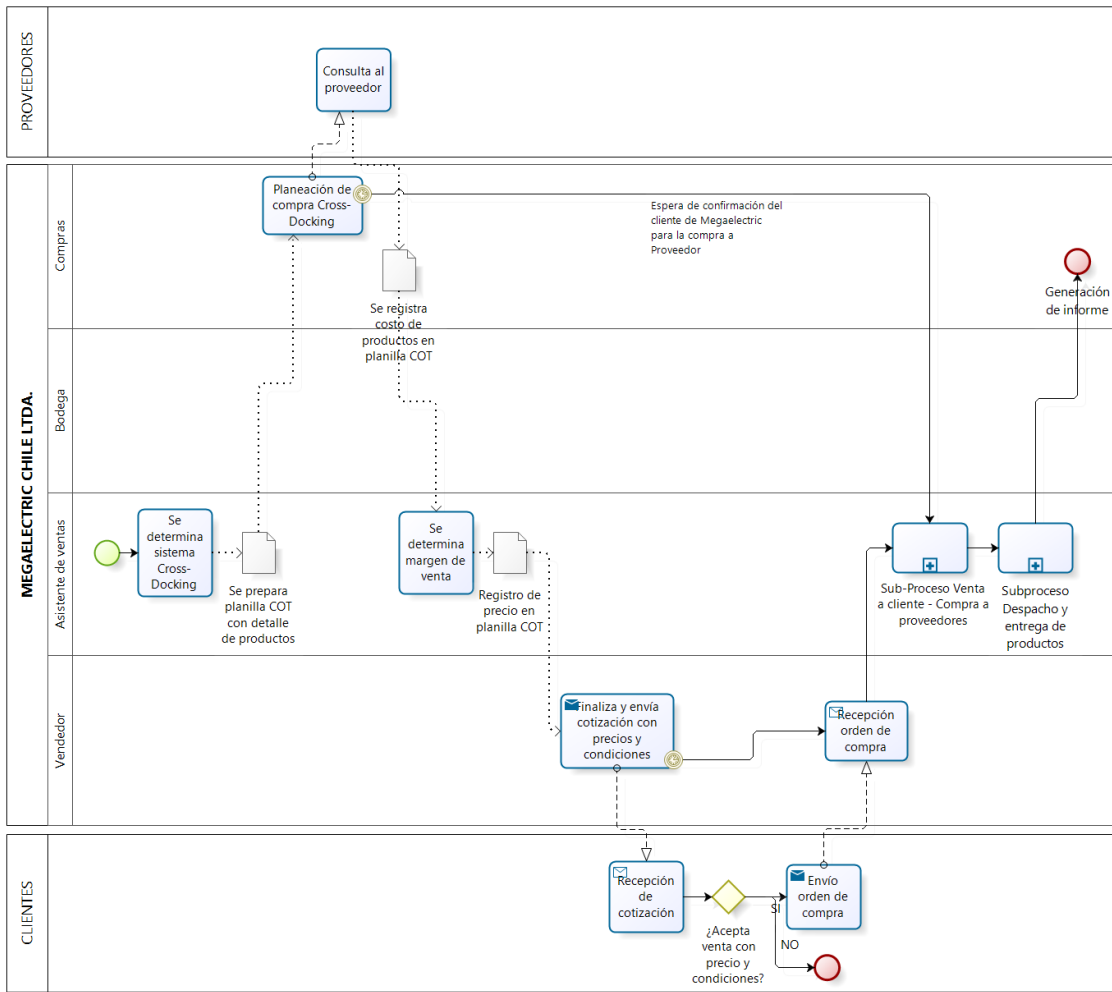 PROVEEDORES
Consulta al
proveedor
MEGAELECTRIC CHILE LTDA.
Compras
Planeación de
compra Cross-
Docking
Espera de confirmación del
cliente de Megaelectric
para la compra a
Proveedor
Se registra
costo de
productos en
planilla COT
Generación
de informe
Bodega
Asistente de ventas
Se
determina
sistema
Cross-
Docking
Se prepara
planilla COT
con detalle
de productos
Se
determina
margen de
venta
Registro de
precio en
planilla COT
Sub-Proceso Venta
a cliente - Compra a
proveedores
Subproceso
Despacho y
entrega de
productos
Vendedor
Finaliza y envía
cotización con
precios y
condiciones
Recepción
orden de
compra
CLIENTES
Recepción
de
cotización
¿Acepta
venta con
precio y
condiciones?
SI
NO
Envío
orden de
compra